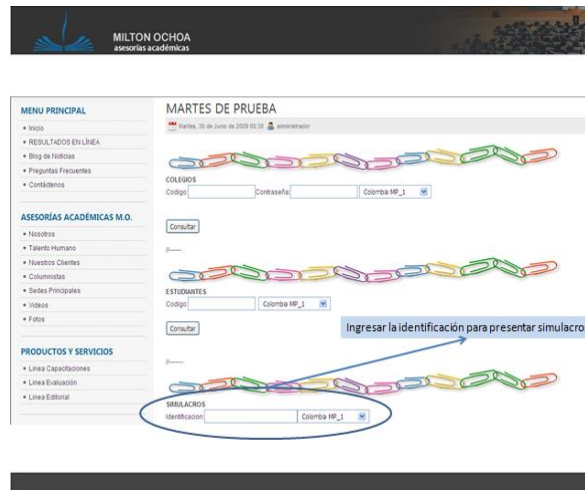 MILTON OCHOA
asesorías académicas
MENU PRINCIPAL
Inicio
RESULTADOS EN LÍNEA
Blog de Noticias
Preguntas Frecuentes
Contáctenos
ASESORÍAS ACADÉMICAS M.O.
Nosotros
Talento Humano
Nuestros Clientes
Columnistas
Sedes Principales
Videos
Fotos
PRODUCTOS Y SERVICIOS
Linea Capacitaciones
Linea Evaluación
Linea Editorial
MARTES DE PRUEBA
Martes, 30 de Junio de 2009 08:38 administrador
COLEGIOS
Codigo: Contraseña: Colombia MP_1
Consultar
ESTUDIANTES
Codigo: Colombia MP_1
Consultar
Ingresar la identificación para presentar simulacro
SIMULACROS
Identificacion: Colombia MP_1